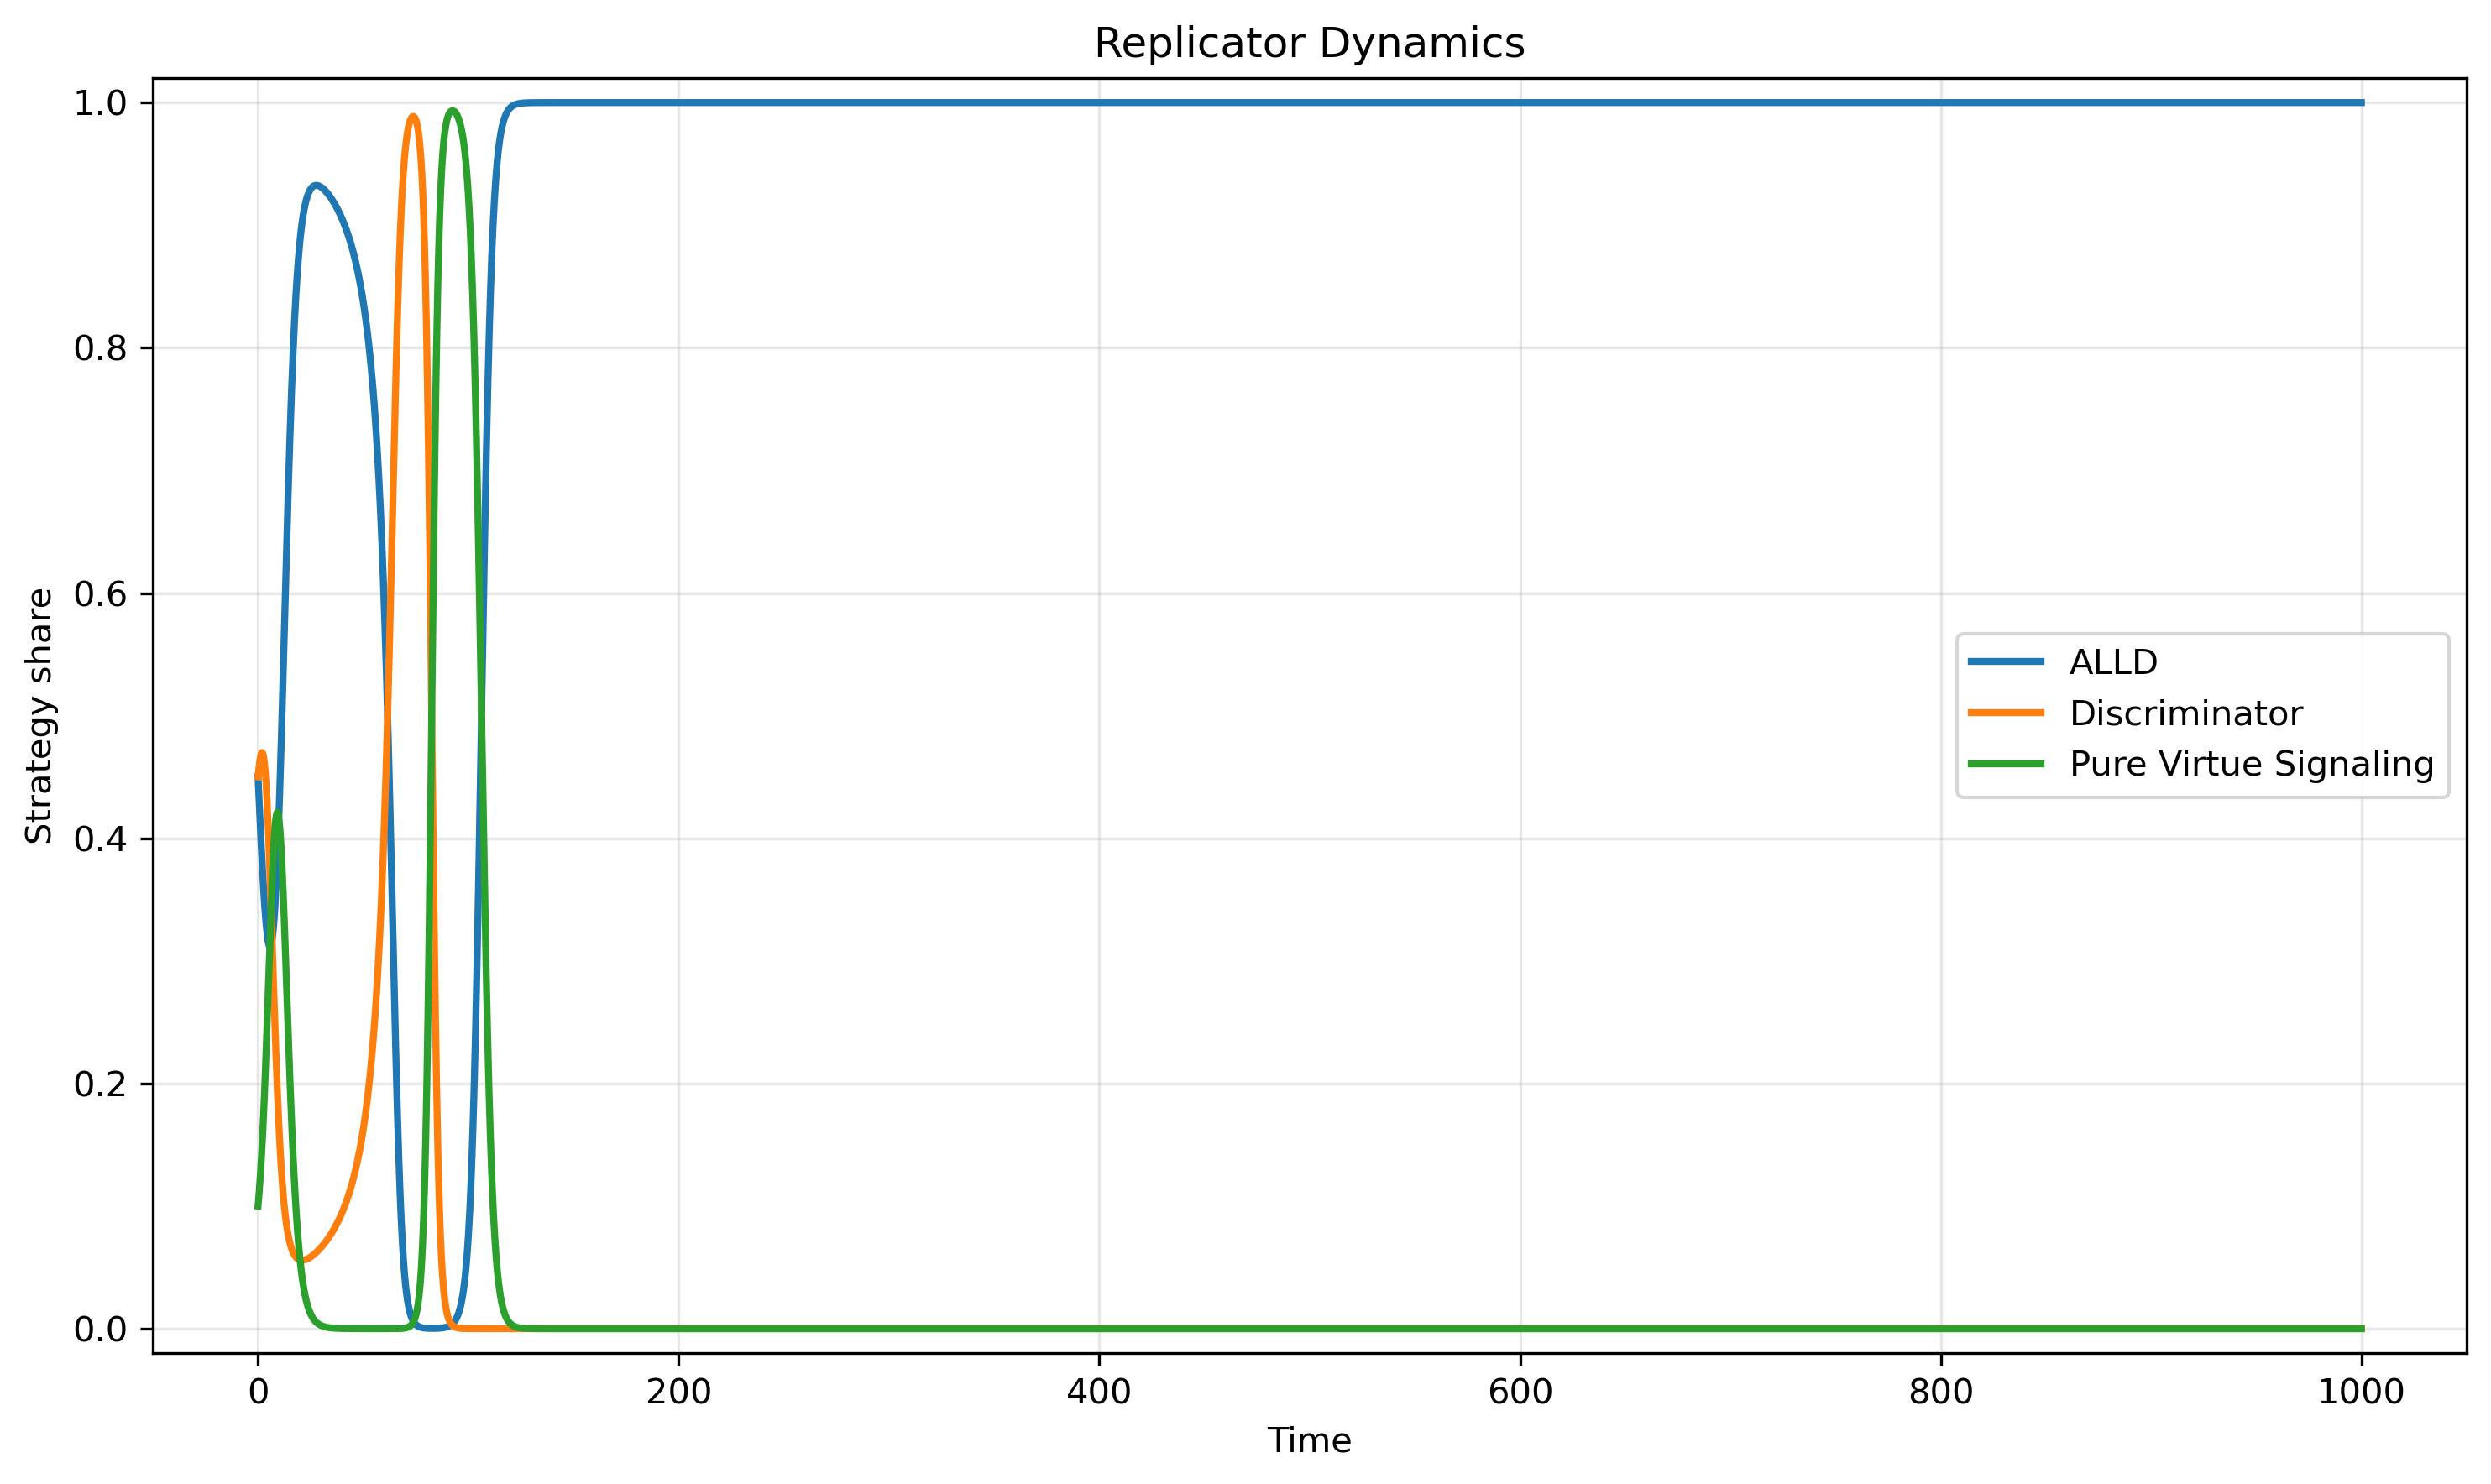 Replicator Dynamics
1.0
0.8
0.6
0.4
0.2
0.0
Strategy share
ALLD
Discriminator
Pure Virtue Signaling
0 200 400 600 800 1000
Time